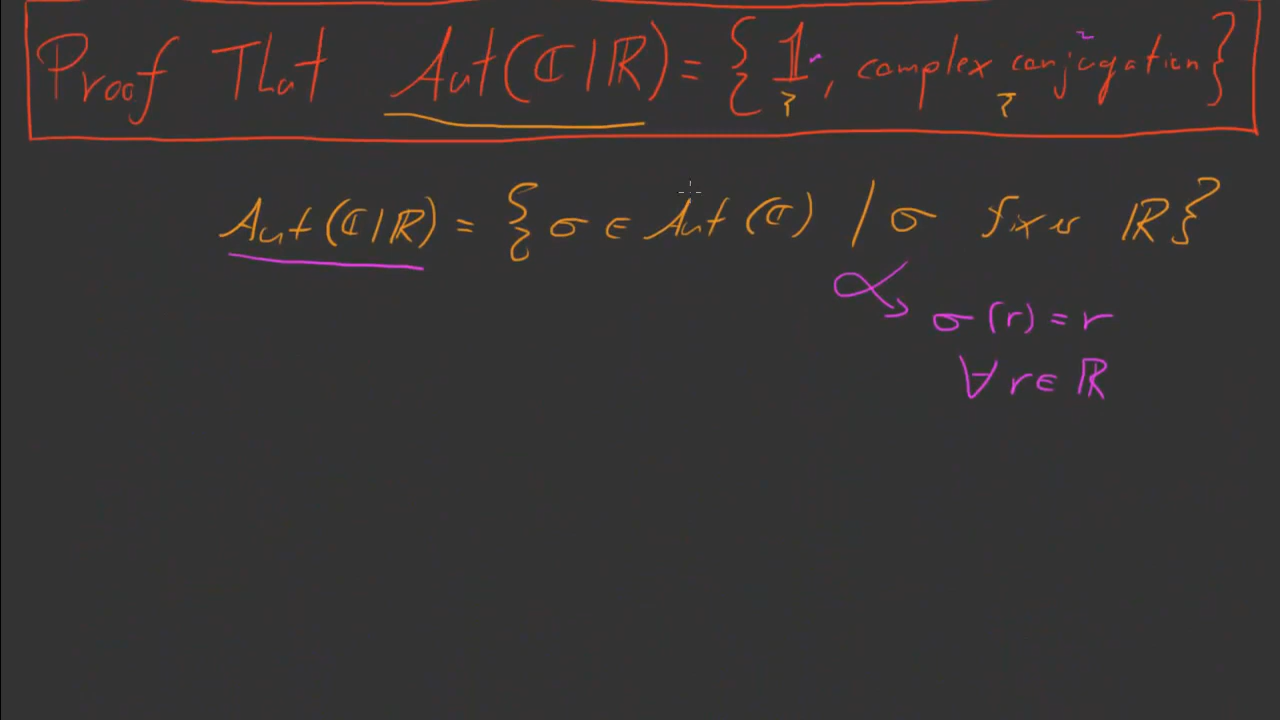 Proof That Aut(ℂ/ℝ) = { 𝟙, complex conjugation }
Aut(ℂ/ℝ) = { σ ∈ Aut(ℂ) / σ fixes ℝ }
σ(r) = r
∀ r ∈ ℝ